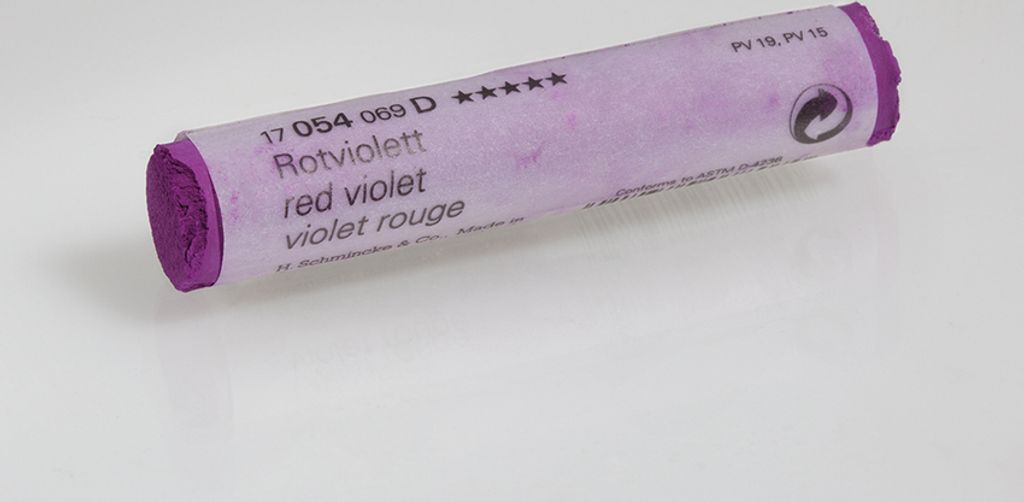 17 054 069 D ★★★★★
PV 19, PV 15
Rotviolett
red violet
violet rouge
Conforms to ASTM D-4236
H. Schmincke & Co., Made in